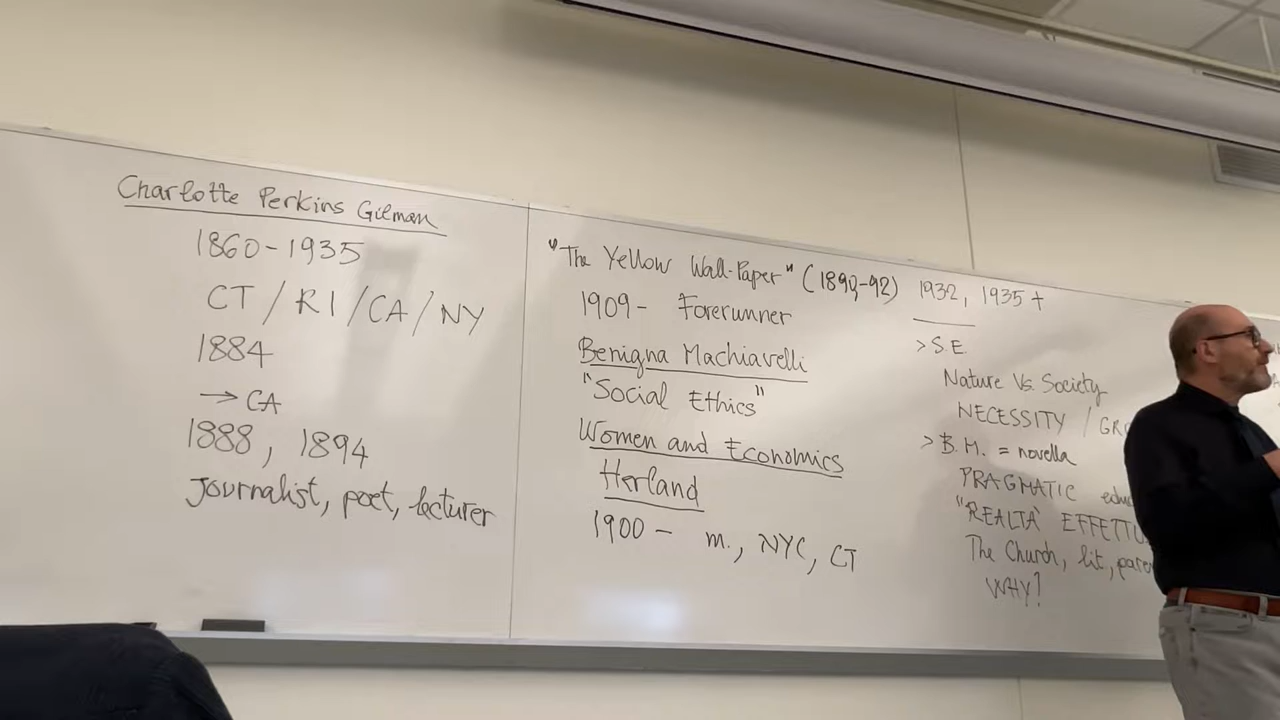 Charlotte Perkins Gilman
1860-1935
CT / RI / CA / NY
1884
→ CA
1888, 1894
Journalist, poet, lecturer
"The Yellow Wall-Paper" (1890-92)
1909- Forerunner
Benigna Machiavelli
"Social Ethics"
Women and Economics
Herland
1900- m., NYC, CT
1932, 1935 +
> S.E.
Nature Vs. Society
NECESSITY /
> B.M. = novella
PRAGMATIC
"REALTA'
The Church, lit,
WHY?